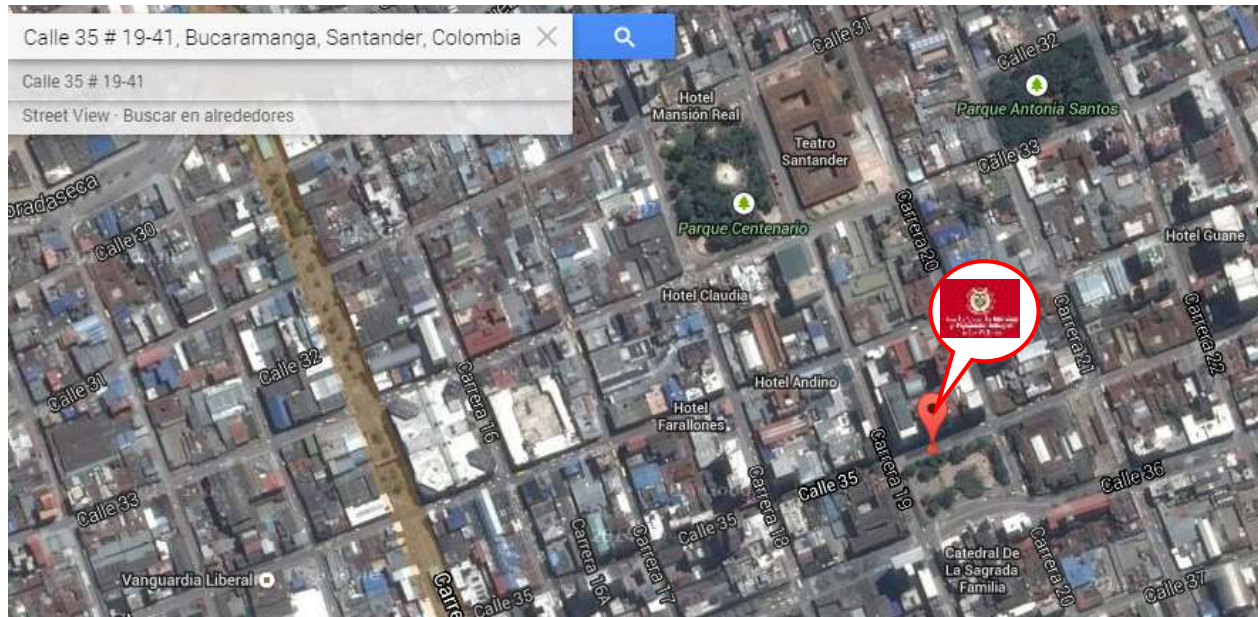 Calle 35 # 19-41, Bucaramanga, Santander, Colombia
Calle 35 # 19-41
Street View - Buscar en alrededores
Calle 31
Calle 32
Parque Antonia Santos
Hotel
Mansión Real
Teatro
Santander
Calle 33
oradaseca
Calle 30
Parque Centenario
Carrera 20
Hotel Guane
Hotel Claudia
Carrera 21
Carrera 22
Calle 31
Calle 32
Carrera 16
Hotel Andino
Hotel
Farallones
Carrera 19
Calle 35
Calle 36
Calle 33
Calle 35
Carrera 18
Carrera 17
Carrera 16A
Catedral De
La Sagrada
Familia
Carrera 20
Calle 37
Vanguardia Liberal
Carre
Calle 35